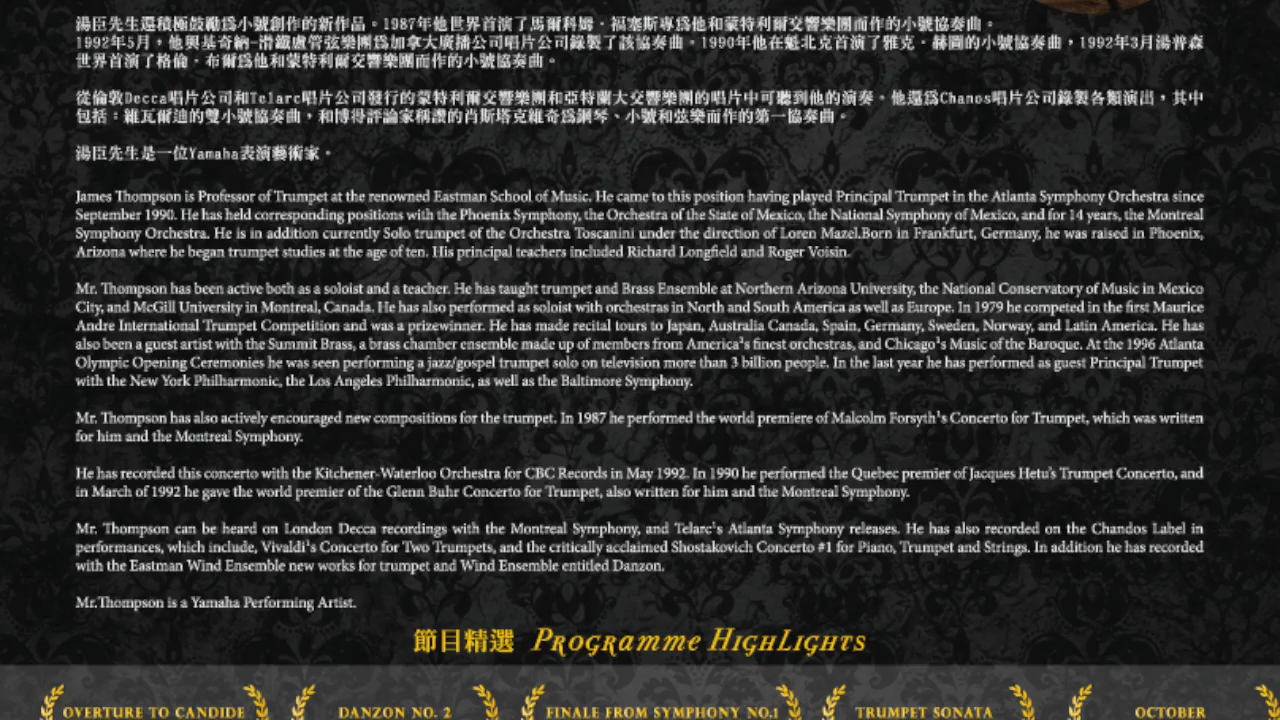 湯臣先生還積極鼓勵爲小號創作的新作品。1987年他世界首演了馬爾科姆．福塞斯專爲他和蒙特利爾交響樂團而作的小號協奏曲。
1992年5月，他與基奇納-滑鐵盧管弦樂團爲加拿大廣播公司唱片公司錄製了該協奏曲。1990年他在魁北克首演了雅克．赫圖的小號協奏曲，1992年3月湯普森
世界首演了格倫．布爾爲他和蒙特利爾交響樂團而作的小號協奏曲。
從倫敦Decca唱片公司和Telarc唱片公司發行的蒙特利爾交響樂團和亞特蘭大交響樂團的唱片中可聽到他的演奏。他還爲Chanos唱片公司錄製各類演出，其中
包括：維瓦爾迪的雙小號協奏曲，和博得評論家稱讚的肖斯塔克維奇爲鋼琴、小號和弦樂而作的第一協奏曲。
湯臣先生是一位Yamaha表演藝術家。
James Thompson is Professor of Trumpet at the renowned Eastman School of Music. He came to this position having played Principal Trumpet in the Atlanta Symphony Orchestra since
September 1990. He has held corresponding positions with the Phoenix Symphony, the Orchestra of the State of Mexico, the National Symphony of Mexico, and for 14 years, the Montreal
Symphony Orchestra. He is in addition currently Solo trumpet of the Orchestra Toscanini under the direction of Loren Mazel.Born in Frankfurt, Germany, he was raised in Phoenix,
Arizona where he began trumpet studies at the age of ten. His principal teachers included Richard Longfield and Roger Voisin.
Mr. Thompson has been active both as a soloist and a teacher. He has taught trumpet and Brass Ensemble at Northern Arizona University, the National Conservatory of Music in Mexico
City, and McGill University in Montreal, Canada. He has also performed as soloist with orchestras in North and South America as well as Europe. In 1979 he competed in the first Maurice
Andre International Trumpet Competition and was a prizewinner. He has made recital tours to Japan, Australia Canada, Spain, Germany, Sweden, Norway, and Latin America. He has
also been a guest artist with the Summit Brass, a brass chamber ensemble made up of members from America's finest orchestras, and Chicago's Music of the Baroque. At the 1996 Atlanta
Olympic Opening Ceremonies he was seen performing a jazz/gospel trumpet solo on television more than 3 billion people. In the last year he has performed as guest Principal Trumpet
with the New York Philharmonic, the Los Angeles Philharmonic, as well as the Baltimore Symphony.
Mr. Thompson has also actively encouraged new compositions for the trumpet. In 1987 he performed the world premiere of Malcolm Forsyth's Concerto for Trumpet, which was written
for him and the Montreal Symphony.
He has recorded this concerto with the Kitchener-Waterloo Orchestra for CBC Records in May 1992. In 1990 he performed the Quebec premier of Jacques Hetu's Trumpet Concerto, and
in March of 1992 he gave the world premier of the Glenn Buhr Concerto for Trumpet, also written for him and the Montreal Symphony.
Mr. Thompson can be heard on London Decca recordings with the Montreal Symphony, and Telarc's Atlanta Symphony releases. He has also recorded on the Chandos Label in
performances, which include, Vivaldi's Concerto for Two Trumpets, and the critically acclaimed Shostakovich Concerto #1 for Piano, Trumpet and Strings. In addition he has recorded
with the Eastman Wind Ensemble new works for trumpet and Wind Ensemble entitled Danzon.
Mr.Thompson is a Yamaha Performing Artist.
節目精選 Programme HighLights
OVERTURE TO CANDIDE DANZON NO. 2 FINALE FROM SYMPHONY NO.1 TRUMPET SONATA OCTOBER